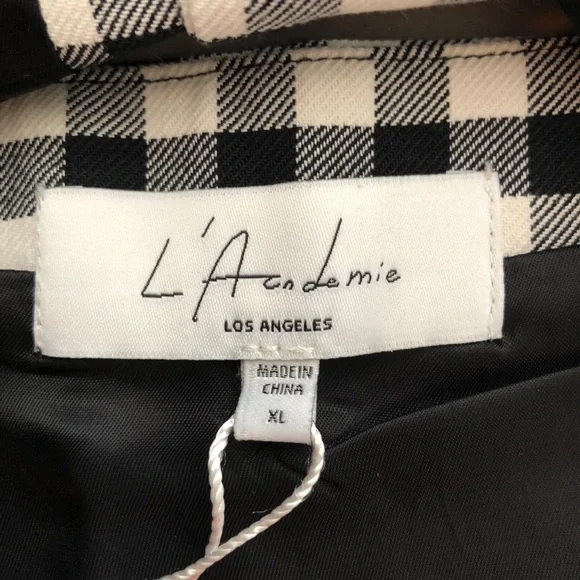 L'Academie
LOS ANGELES
MADE IN
CHINA
XL